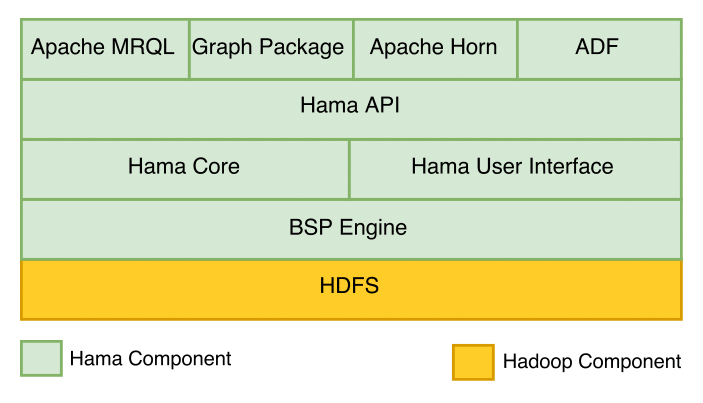 Apache MRQL
Graph Package
Apache Horn
ADF
Hama API
Hama Core
Hama User Interface
BSP Engine
HDFS
Hama Component
Hadoop Component